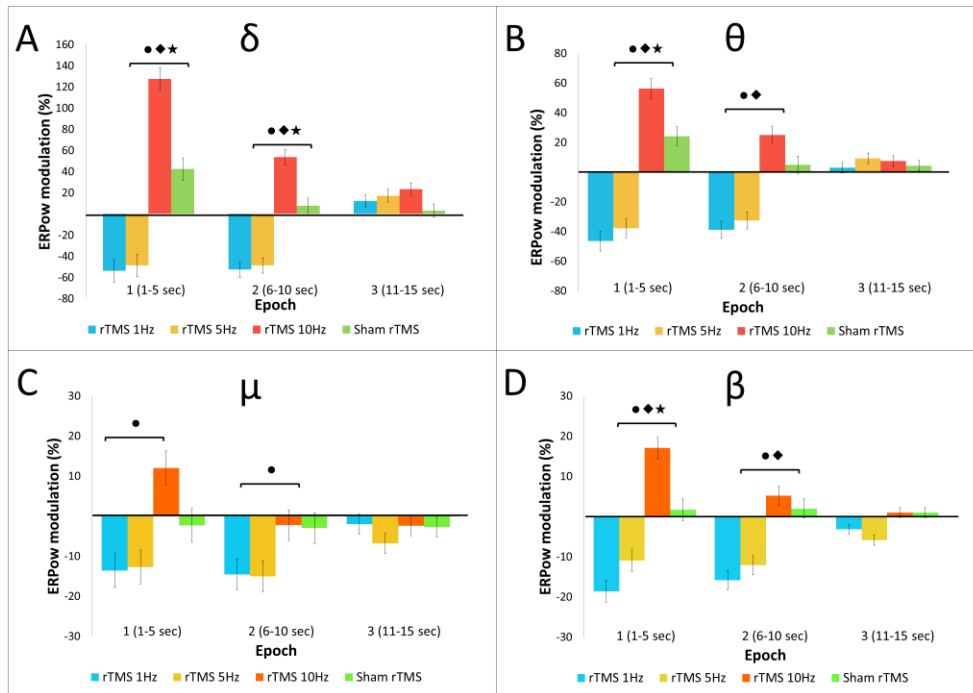 A
δ
●◆★
●◆★
ERPow modulation (%)
160
140
120
100
80
60
40
20
0
-20
-40
-60
-80
1 (1-5 sec) 2 (6-10 sec) 3 (11-15 sec)
Epoch
rTMS 1Hz rTMS 5Hz rTMS 10Hz Sham rTMS
B
θ
●◆★
●◆
ERPow modulation (%)
80
60
40
20
0
-20
-40
-60
-80
1 (1-5 sec) 2 (6-10 sec) 3 (11-15 sec)
Epoch
rTMS 1Hz rTMS 5Hz rTMS 10Hz Sham rTMS
C
μ
●
●
ERPow modulation (%)
30
20
10
0
-10
-20
-30
1 (1-5 sec) 2 (6-10 sec) 3 (11-15 sec)
Epoch
rTMS 1Hz rTMS 5Hz rTMS 10Hz Sham rTMS
D
β
●◆★
●◆
ERPow modulation (%)
30
20
10
0
-10
-20
-30
1 (1-5 sec) 2 (6-10 sec) 3 (11-15 sec)
Epoch
rTMS 1Hz rTMS 5Hz rTMS 10Hz Sham rTMS